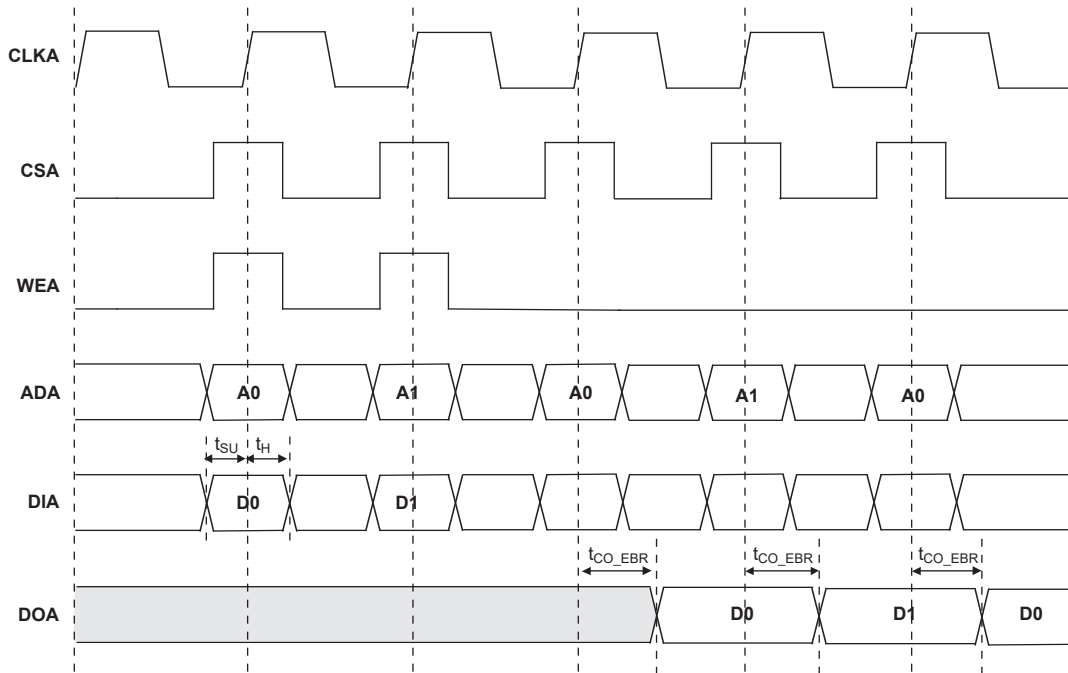 CLKA
CSA
WEA
ADA A0 A1 A0 A1 A0
tSU tH
DIA D0 D1
tCO_EBR tCO_EBR tCO_EBR
DOA D0 D1 D0